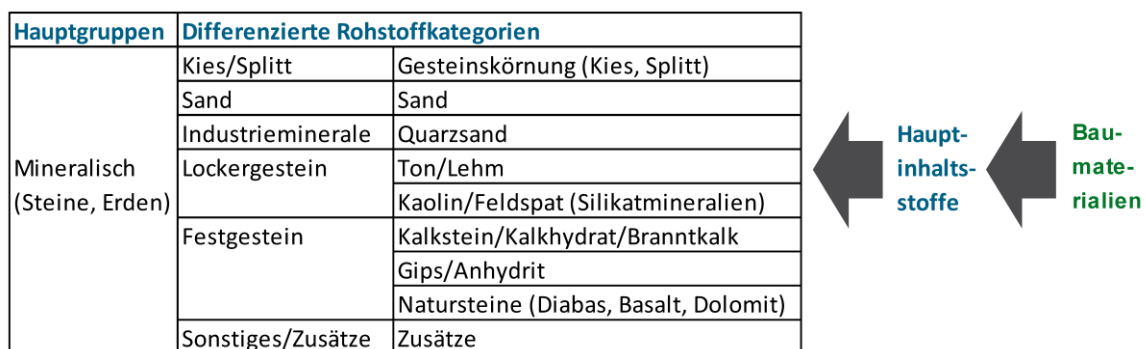 Hauptgruppen Differenzierte Rohstoffkategorien
Kies/Splitt Gesteinskörnung (Kies, Splitt)
Sand Sand
Industrieminerale Quarzsand
Mineralisch
(Steine, Erden)
Lockergestein Ton/Lehm
Kaolin/Feldspat (Silikatmineralien)
Festgestein Kalkstein/Kalkhydrat/Branntkalk
Gips/Anhydrit
Natursteine (Diabas, Basalt, Dolomit)
Sonstiges/Zusätze Zusätze
Haupt-
inhalts-
stoffe
Bau-
mate-
rialien